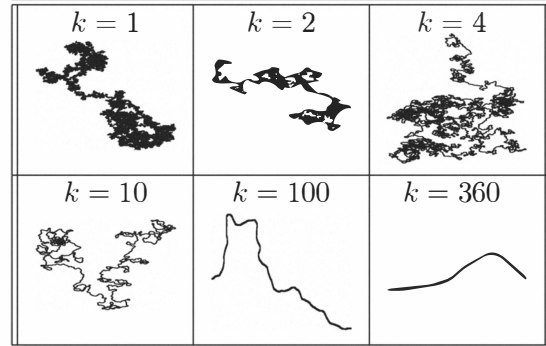 k = 1
k = 2
k = 4
k = 10
k = 100
k = 360